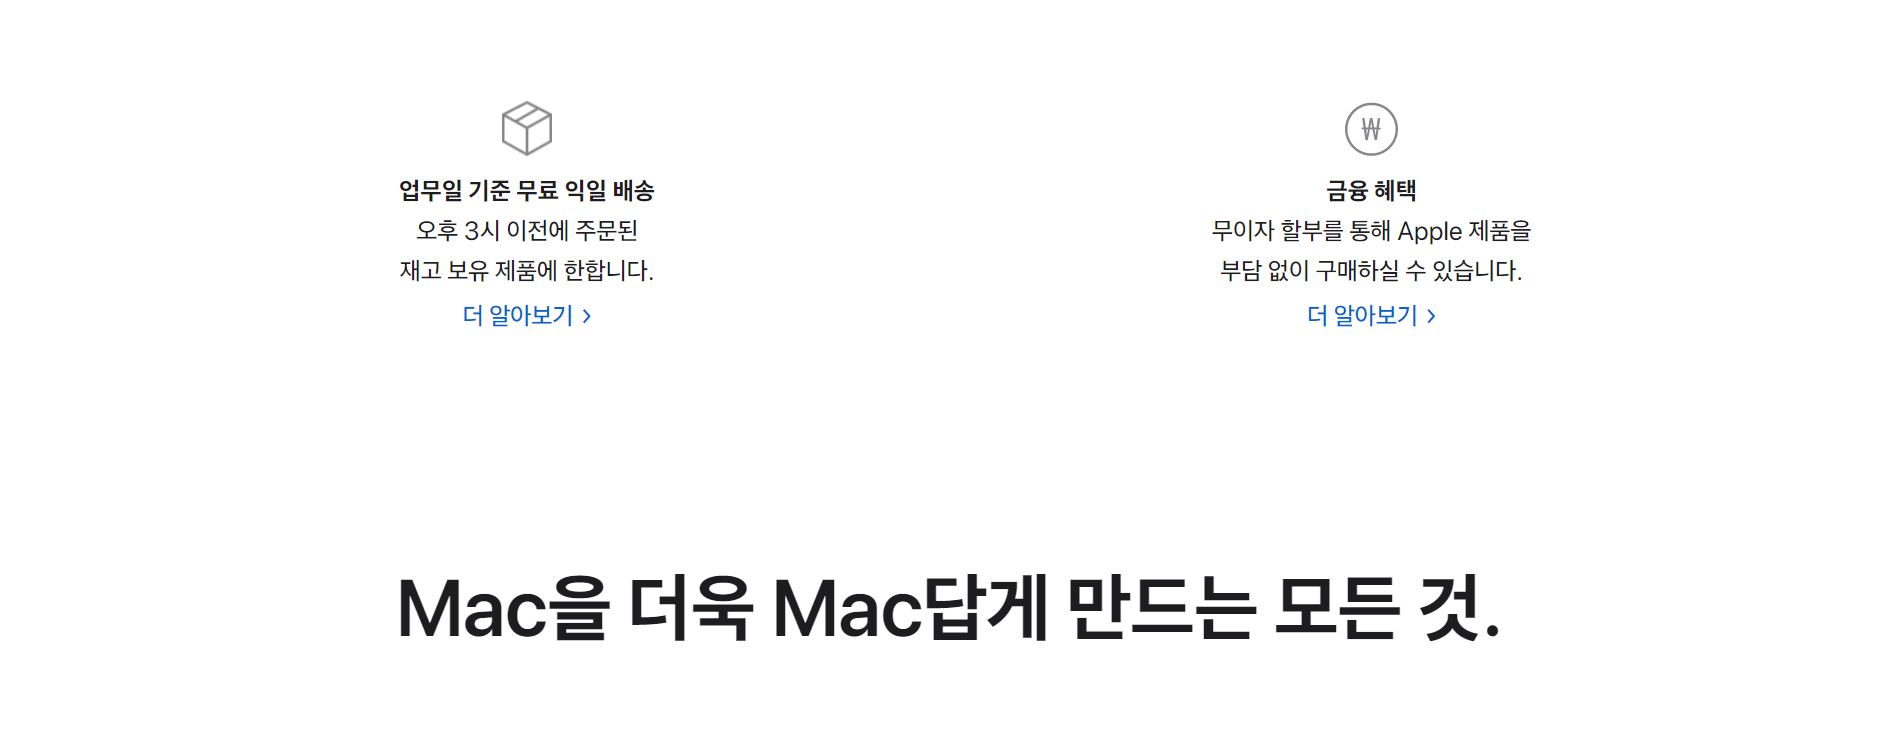 업무일 기준 무료 익일 배송
오후 3시 이전에 주문된
재고 보유 제품에 한합니다.
더 알아보기 >
₩
금융 혜택
무이자 할부를 통해 Apple 제품을
부담 없이 구매하실 수 있습니다.
더 알아보기 >
Mac을 더욱 Mac답게 만드는 모든 것.